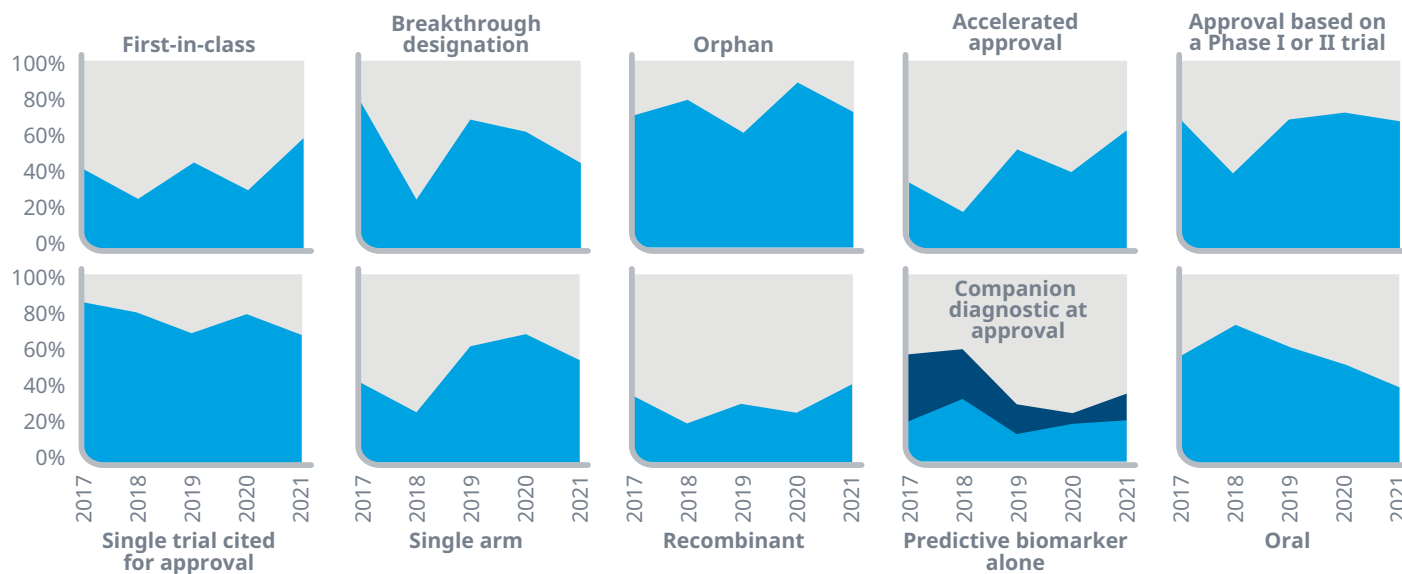 First-in-class
Breakthrough
designation
Orphan
Accelerated
approval
Approval based on
a Phase I or II trial
100%
80%
60%
40%
20%
0%
100%
80%
60%
40%
20%
0%
Companion
diagnostic at
approval
2017
2018
2019
2020
2021
2017
2018
2019
2020
2021
2017
2018
2019
2020
2021
2017
2018
2019
2020
2021
2017
2018
2019
2020
2021
Single trial cited
for approval
Single arm
Recombinant
Predictive biomarker
alone
Oral